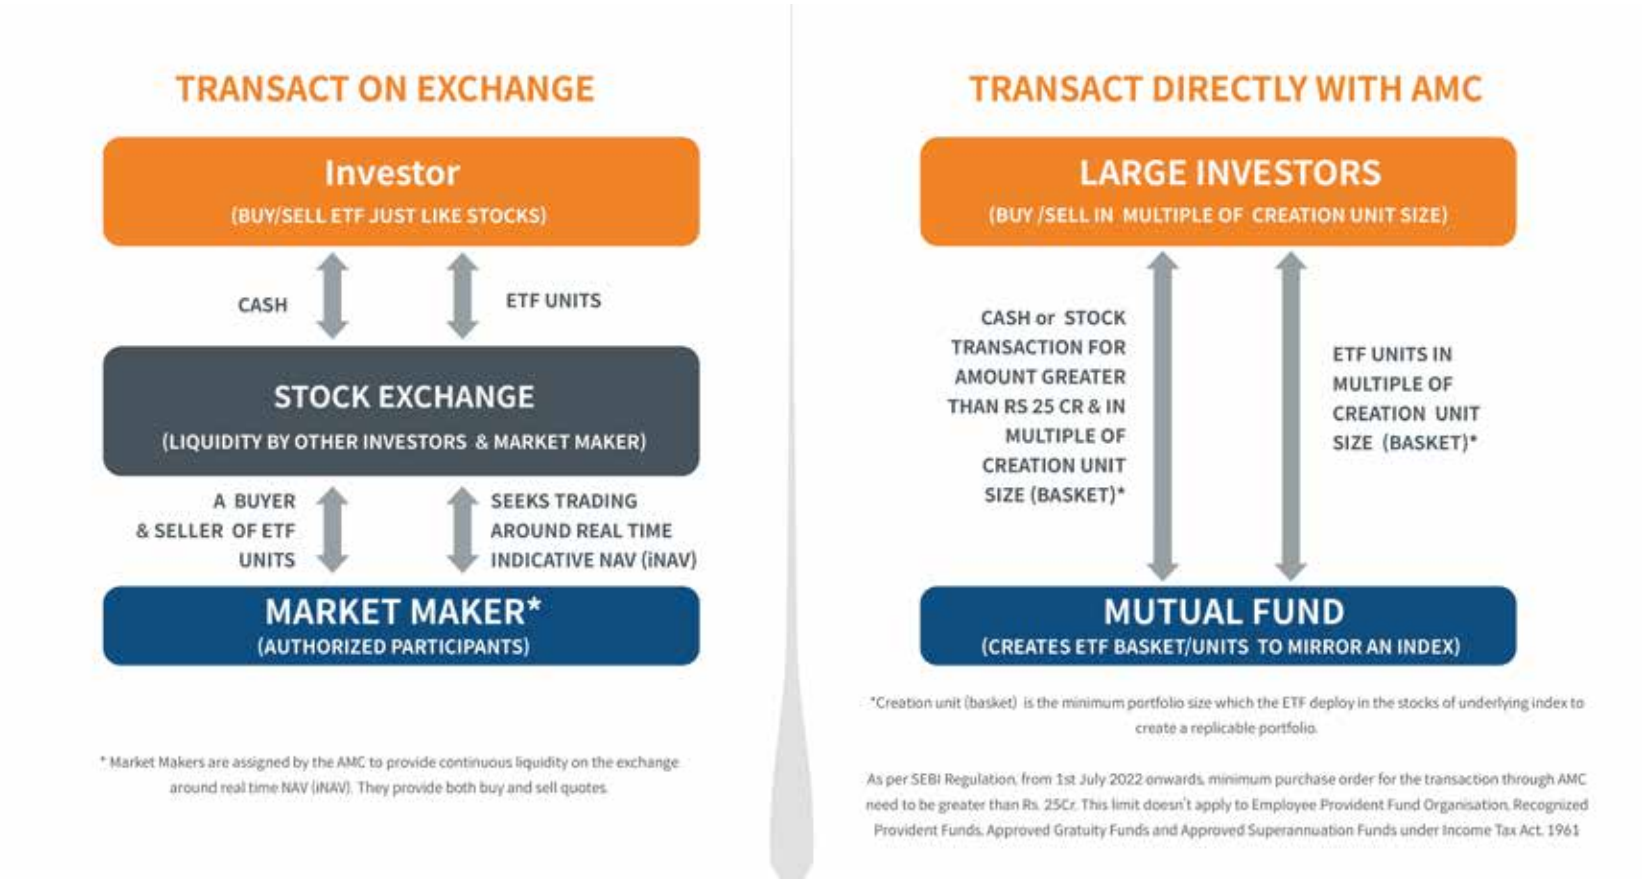 TRANSACT ON EXCHANGE
Investor
(BUY/SELL ETF JUST LIKE STOCKS)
CASH
ETF UNITS
STOCK EXCHANGE
(LIQUIDITY BY OTHER INVESTORS & MARKET MAKER)
A BUYER
& SELLER OF ETF
UNITS
SEEKS TRADING
AROUND REAL TIME
INDICATIVE NAV (iNAV)
MARKET MAKER*
(AUTHORIZED PARTICIPANTS)
* Market Makers are assigned by the AMC to provide continuous liquidity on the exchange
around real time NAV (iNAV). They provide both buy and sell quotes.
TRANSACT DIRECTLY WITH AMC
LARGE INVESTORS
(BUY /SELL IN MULTIPLE OF CREATION UNIT SIZE)
CASH or STOCK
TRANSACTION FOR
AMOUNT GREATER
THAN RS 25 CR & IN
MULTIPLE OF
CREATION UNIT
SIZE (BASKET)*
ETF UNITS IN
MULTIPLE OF
CREATION UNIT
SIZE (BASKET)*
MUTUAL FUND
(CREATES ETF BASKET/UNITS TO MIRROR AN INDEX)
*Creation unit (basket) is the minimum portfolio size which the ETF deploy in the stocks of underlying index to
create a replicable portfolio.
As per SEBI Regulation, from 1st July 2022 onwards, minimum purchase order for the transaction through AMC
need to be greater than Rs. 25Cr. This limit doesn't apply to Employee Provident Fund Organisation, Recognized
Provident Funds, Approved Gratuity Funds and Approved Superannuation Funds under Income Tax Act, 1961